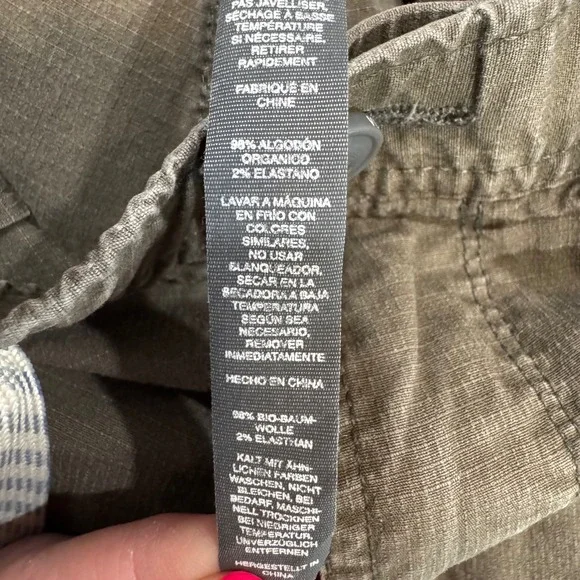 PAS JAVELLISER,
SÉCHAGE À BASSE
TEMPÉRATURE
SI NÉCESSAIRE,
RETIRER
RAPIDEMENT
FABRIQUÉ EN
CHINE
98% ALGODÓN
ORGANICO
2% ELASTANO
LAVAR A MÁQUINA
EN FRÍO CON
COLORES
SIMILARES,
NO USAR
BLANQUEADOR,
SECAR EN LA
SECADORA A BAJA
TEMPERATURA
SEGÚN SEA
NECESARIO,
REMOVER
INMEDIATAMENTE
HECHO EN CHINA
98% BIO-BAUM-
WOLLE
2% ELASTHAN
KALT MIT ÄHN-
LICHEN FARBEN
WASCHEN, NICHT
BLEICHEN, BEI
BEDARF, MASCHI-
NELL TROCKNEN
BEI NIEDRIGER
TEMPERATUR,
UNVERZÜGLICH
ENTFERNEN
HERGESTELLT IN
CHINA